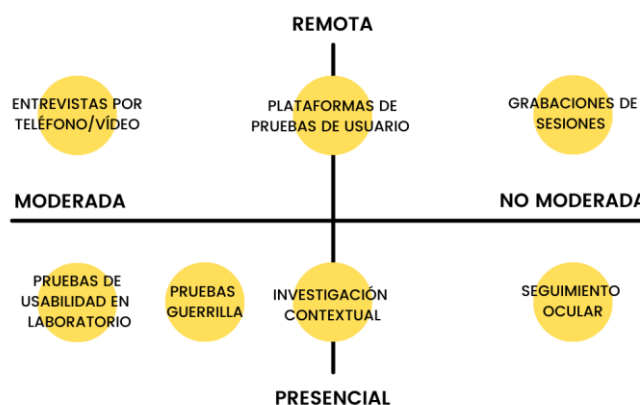 REMOTA
ENTREVISTAS POR
TELÉFONO/VÍDEO
PLATAFORMAS DE
PRUEBAS DE USUARIO
GRABACIONES DE
SESIONES
MODERADA
NO MODERADA
PRUEBAS DE
USABILIDAD EN
LABORATORIO
PRUEBAS
GUERRILLA
INVESTIGACIÓN
CONTEXTUAL
SEGUIMIENTO
OCULAR
PRESENCIAL